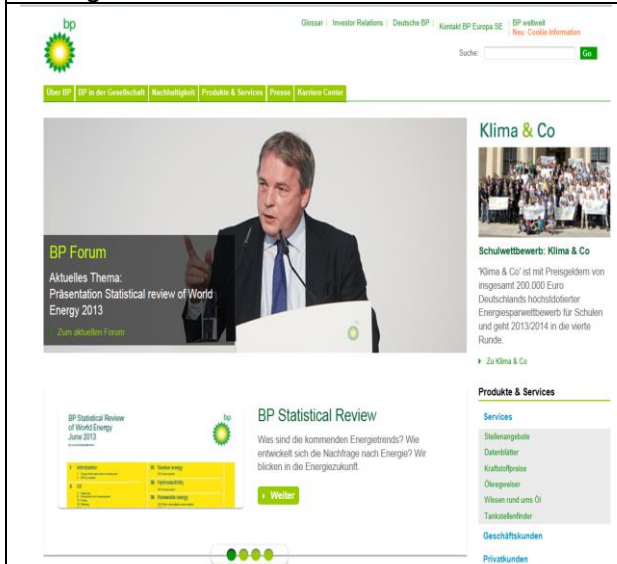 bp
Glossar | Investor Relations | Deutsche BP | Kontakt BP Europa SE | BP weltweit
Neu: Cookie Information
Suche:
Go
Über BP
BP in der Gesellschaft
Nachhaltigkeit
Produkte & Services
Presse
Karriere Center
BP Forum
Aktuelles Thema:
Präsentation Statistical review of World
Energy 2013
Zum aktuellen Forum
Klima & Co
Schulwettbewerb: Klima & Co
'Klima & Co' ist mit Preisgeldern von
insgesamt 200.000 Euro
Deutschlands höchstdotierter
Energiesparwettbewerb für Schulen
und geht 2013/2014 in die vierte
Runde.
Zu Klima & Co
BP Statistical Review
of World Energy
June 2013
bp
Introduction
Oil
Nuclear energy
Hydroelectricity
Renewable energy
BP Statistical Review
Was sind die kommenden Energietrends? Wie
entwickelt sich die Nachfrage nach Energie? Wir
blicken in die Energiezukunft.
Weiter
Produkte & Services
Services
Stellenangebote
Datenblätter
Kraftstoffpreise
Ölwegweiser
Wissen rund ums Öl
Tankstellenfinder
Geschäftskunden
Privatkunden